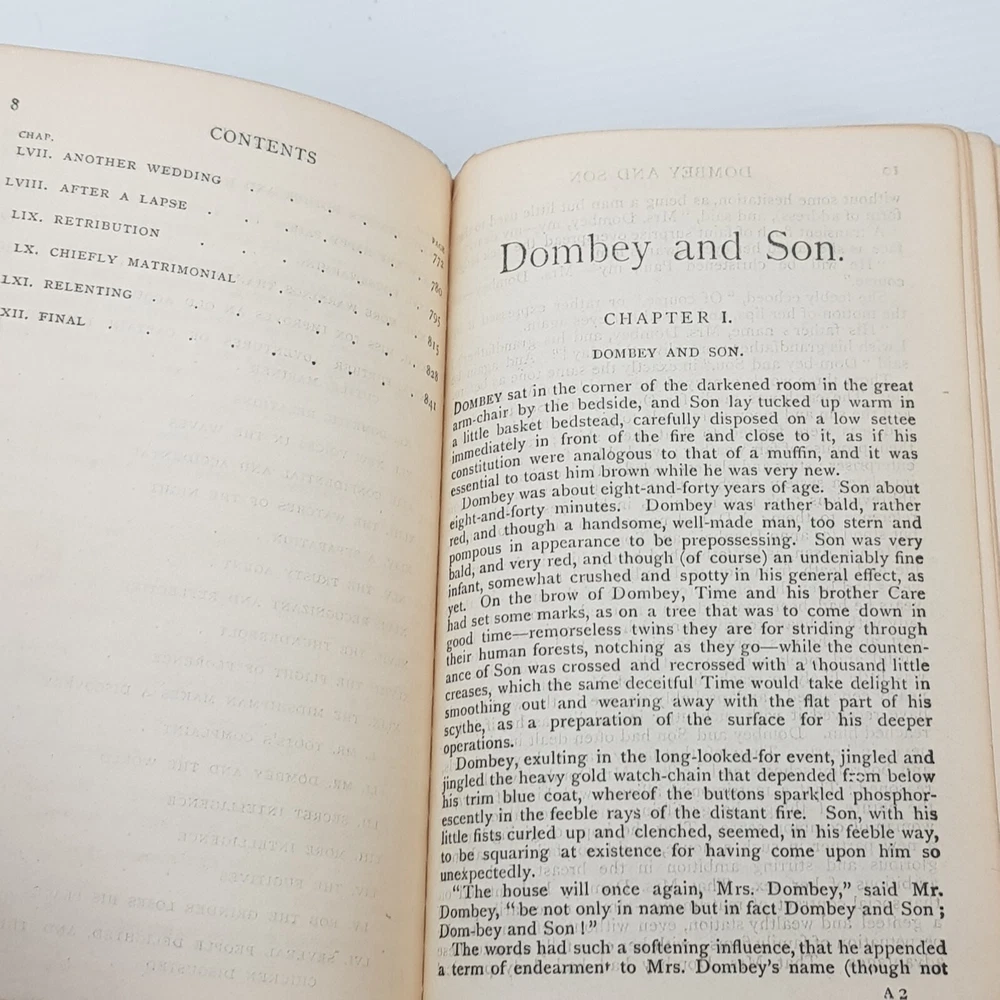 8
CONTENTS
CHAP.
PAGE
LVII. ANOTHER WEDDING . . . . . 772
LVIII. AFTER A LAPSE . . . . . . 780
LIX. RETRIBUTION . . . . . . 795
LX. CHIEFLY MATRIMONIAL . . . . . 815
LXI. RELENTING . . . . . . 828
XII. FINAL . . . . . . . 841
Dombey and Son.
CHAPTER I.
DOMBEY AND SON.
DOMBEY sat in the corner of the darkened room in the great
arm-chair by the bedside, and Son lay tucked up warm in
a little basket bedstead, carefully disposed on a low settee
immediately in front of the fire and close to it, as if his
constitution were analogous to that of a muffin, and it was
essential to toast him brown while he was very new.
Dombey was about eight-and-forty years of age. Son about
eight-and-forty minutes. Dombey was rather bald, rather
red, and though a handsome, well-made man, too stern and
pompous in appearance to be prepossessing. Son was very
bald, and very red, and though (of course) an undeniably fine
infant, somewhat crushed and spotty in his general effect, as
yet. On the brow of Dombey, Time and his brother Care
had set some marks, as on a tree that was to come down in
good time—remorseless twins they are for striding through
their human forests, notching as they go—while the counten-
ance of Son was crossed and recrossed with a thousand little
creases, which the same deceitful Time would take delight in
smoothing out and wearing away with the flat part of his
scythe, as a preparation of the surface for his deeper
operations.
Dombey, exulting in the long-looked-for event, jingled and
jingled the heavy gold watch-chain that depended from below
his trim blue coat, whereof the buttons sparkled phosphor-
escently in the feeble rays of the distant fire. Son, with his
little fists curled up and clenched, seemed, in his feeble way,
to be squaring at existence for having come upon him so
unexpectedly.
"The house will once again, Mrs. Dombey," said Mr.
Dombey, "be not only in name but in fact Dombey and Son;
Dom-bey and Son!"
The words had such a softening influence, that he appended
a term of endearment to Mrs. Dombey's name (though not
A 2